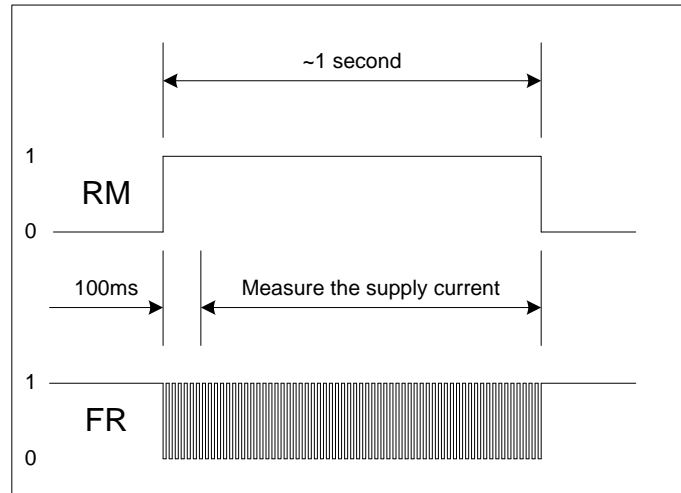 ~1 second
1
RM
0
100ms
Measure the supply current
1
FR
0